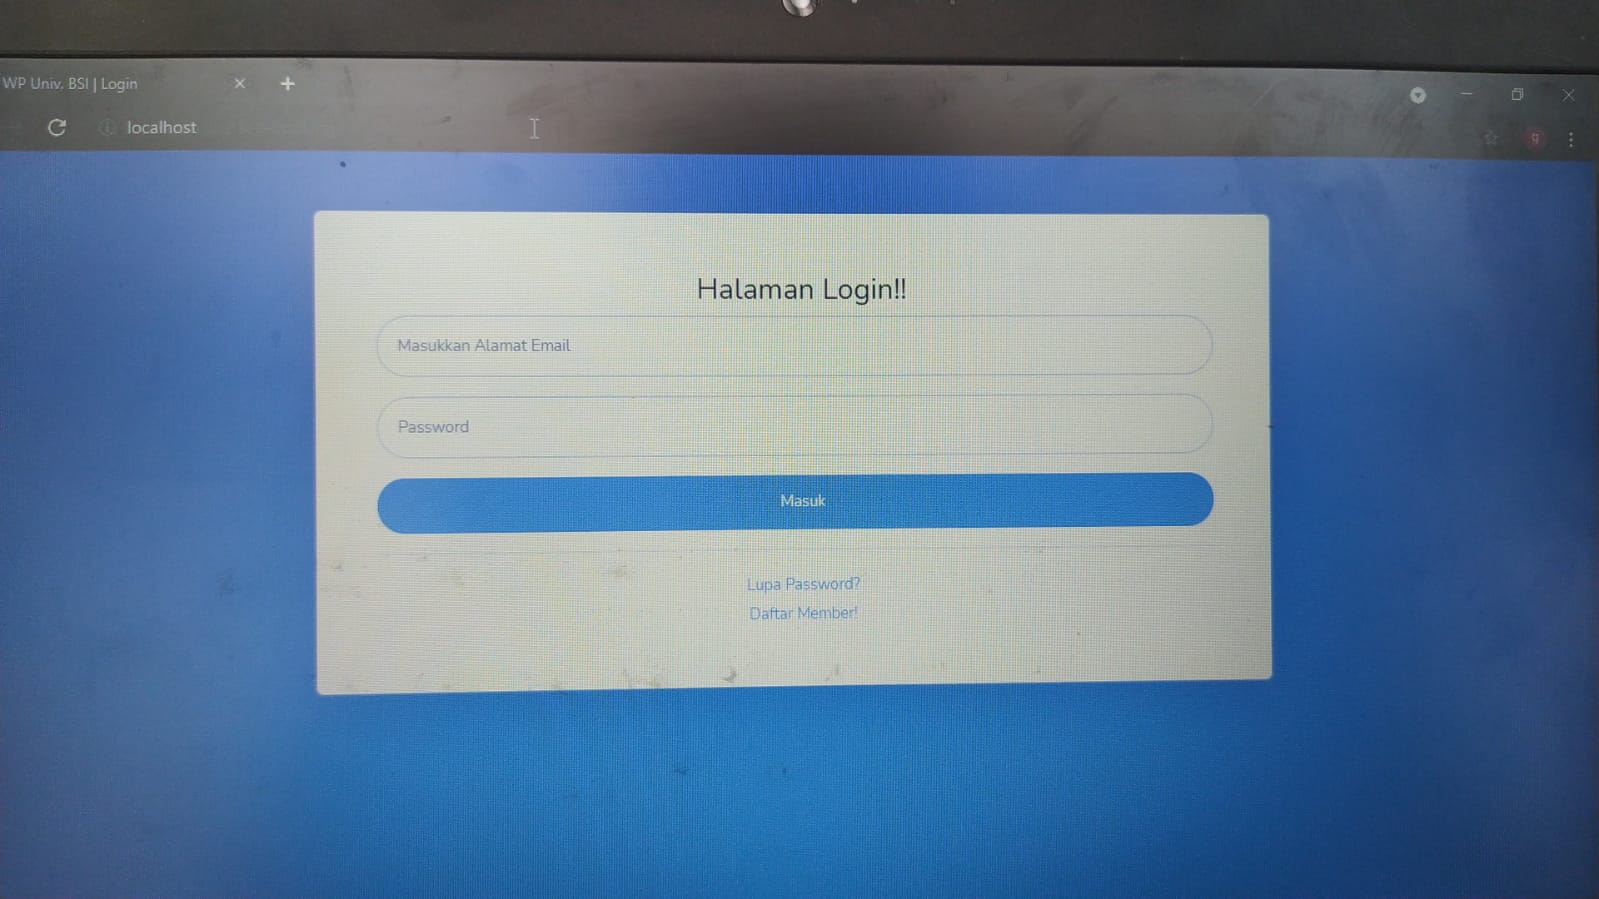 WP Univ. BSI | Login
localhost
g
Halaman Login!!
Masukkan Alamat Email
Password
Masuk
Lupa Password?
Daftar Member!